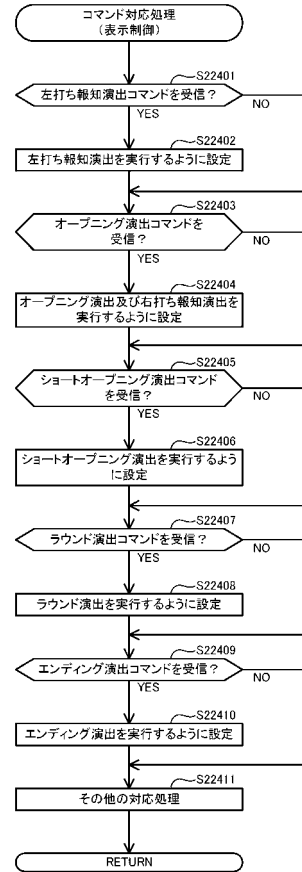 コマンド対応処理
（表示制御）
S22401
左打ち報知演出コマンドを受信？
NO
YES
S22402
左打ち報知演出を実行するように設定
S22403
オープニング演出コマンドを
受信？
NO
YES
S22404
オープニング演出及び右打ち報知演出を
実行するように設定
S22405
ショートオープニング演出コマンド
を受信？
NO
YES
S22406
ショートオープニング演出を実行するよう
に設定
S22407
ラウンド演出コマンドを受信？
NO
YES
S22408
ラウンド演出を実行するように設定
S22409
エンディング演出コマンドを受信？
NO
YES
S22410
エンディング演出を実行するように設定
S22411
その他の対応処理
RETURN